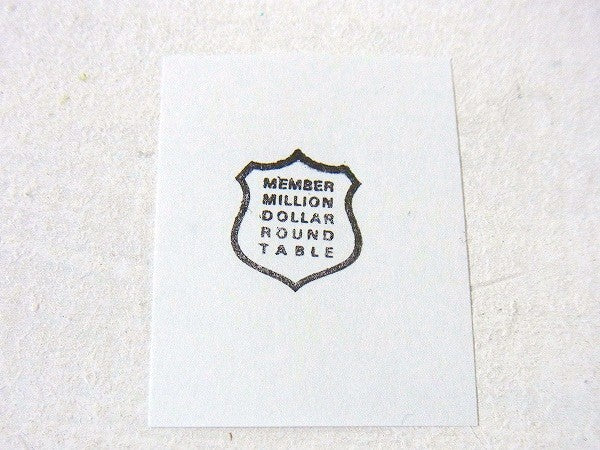 MEMBER
MILLION
DOLLAR
ROUND
TABLE